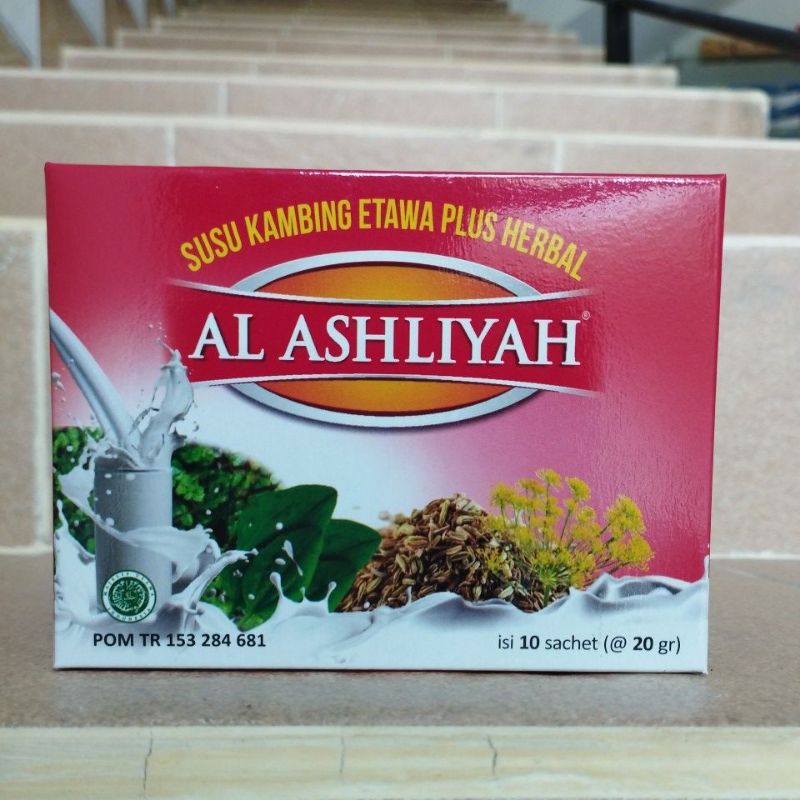 SUSU KAMBING ETAWA PLUS HERBAL
AL ASHLIYAH®
POM TR 153 284 681
isi 10 sachet (@ 20 gr)